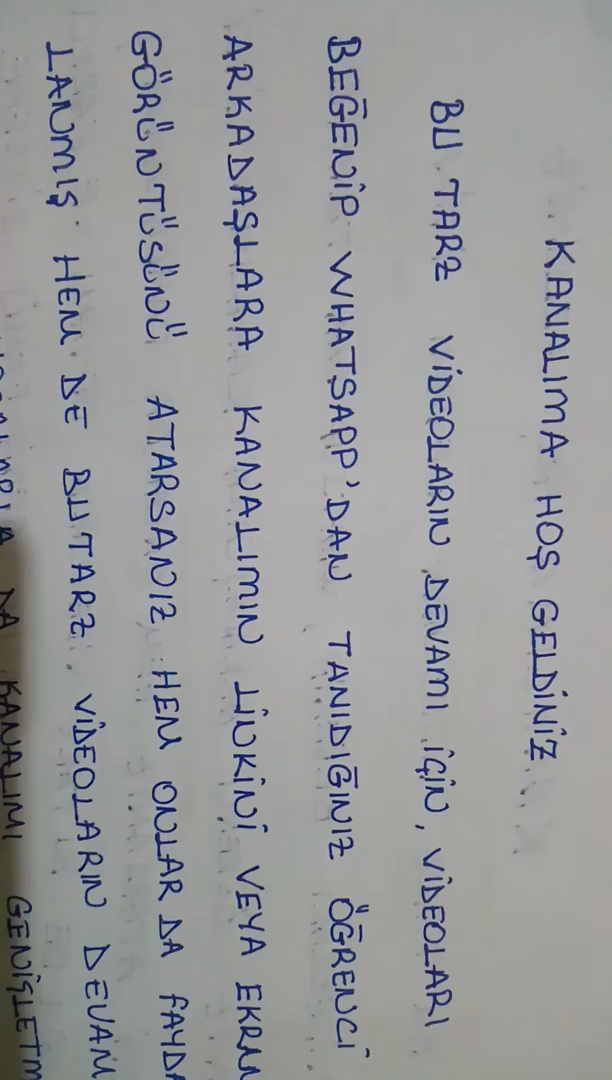 KANALIMA HOŞ GELDİNİZ...
BU TARZ VİDEOLARIN DEVAMI İÇİN, VİDEOLARI
BEĞENİP WHATSAPP'DAN TANIDIĞINIZ ÖĞRENCİ
ARKADAŞLARA KANALIMIN LİNKİNİ VEYA EKRAN
GÖRÜNTÜSÜNÜ ATARSANIZ HEM ONLAR DA FAYDA
LANMIŞ HEM DE BU TARZ VİDEOLARIN DEVAM
DA KANALIMI GENİŞLETM